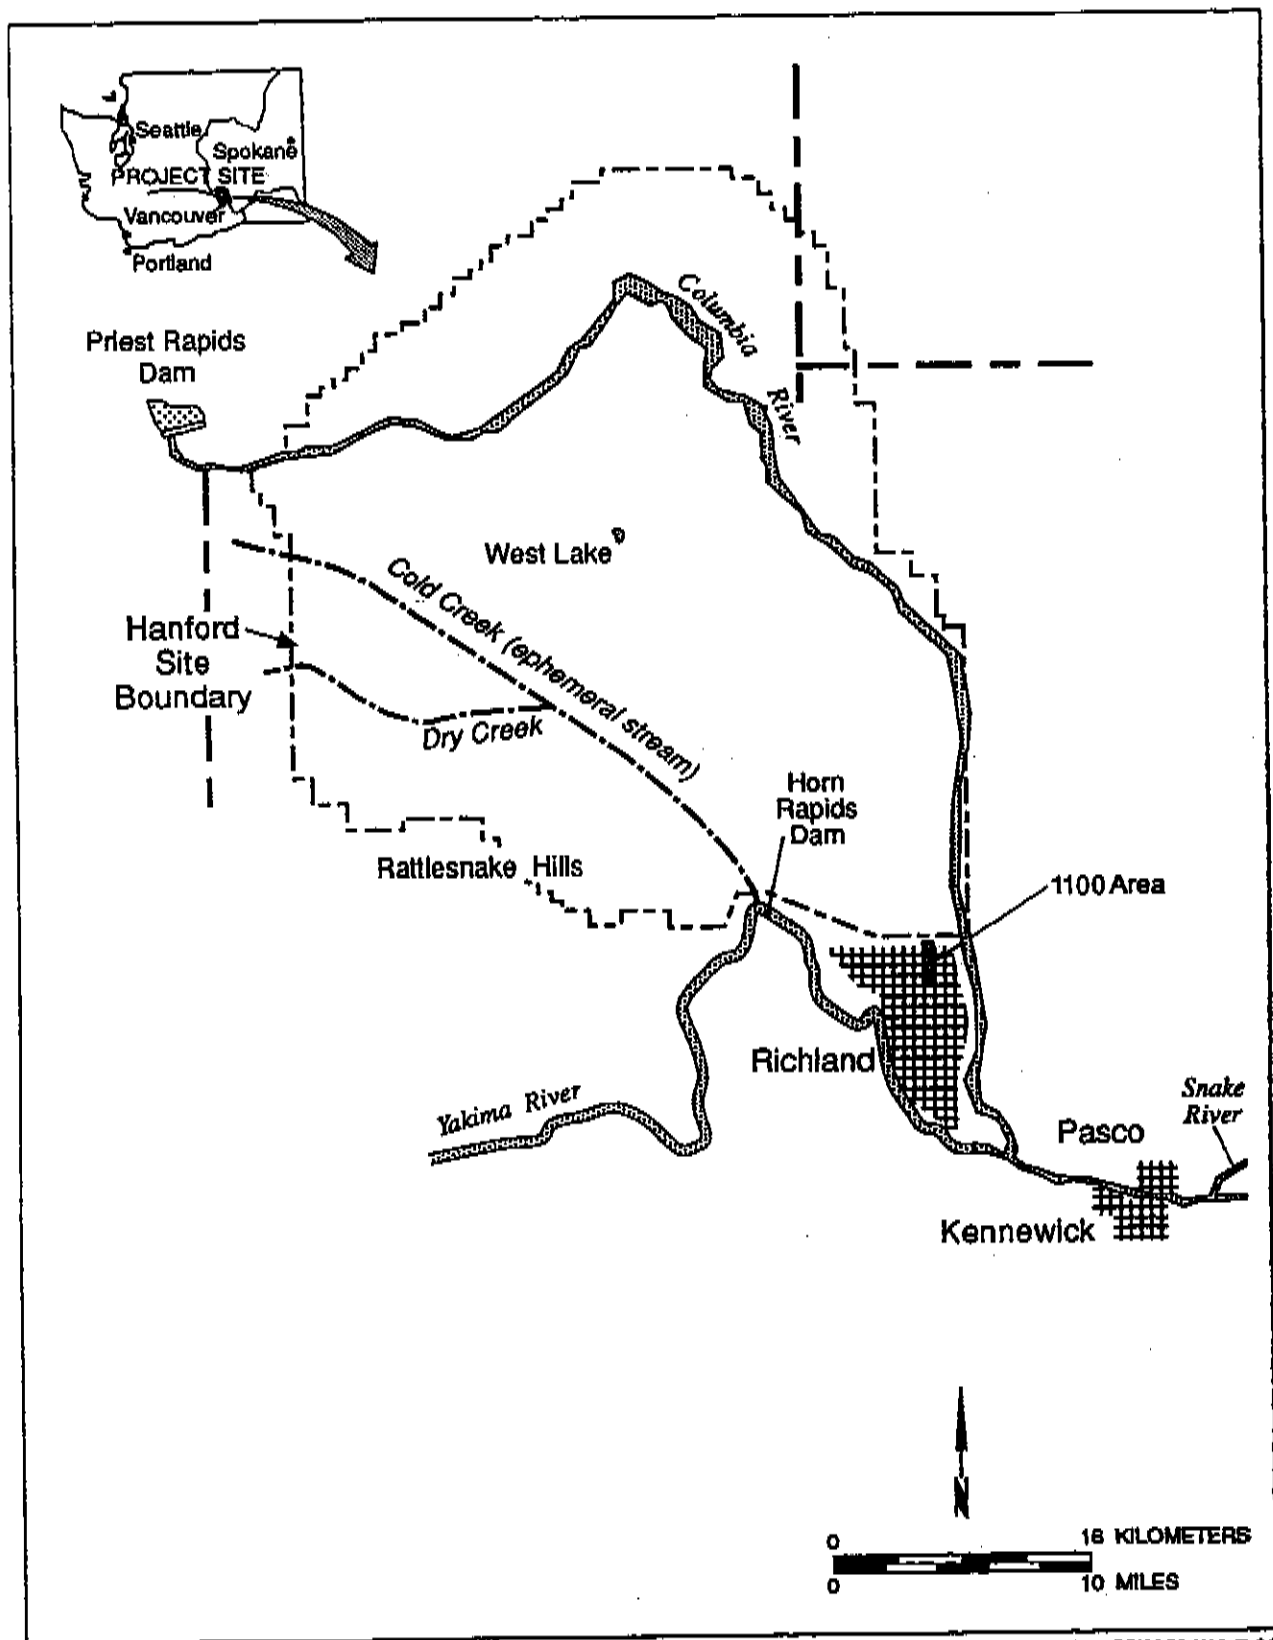 Seattle
Spokane
PROJECT SITE
Vancouver
Portland
Columbia
River
Priest Rapids
Dam
West Lake
Cold Creek (ephemeral stream)
Hanford
Site
Boundary
Dry Creek
Horn
Rapids
Dam
Rattlesnake Hills
1100 Area
Richland
Yakima River
Snake
River
Pasco
Kennewick
N
0 16 KILOMETERS
0 10 MILES